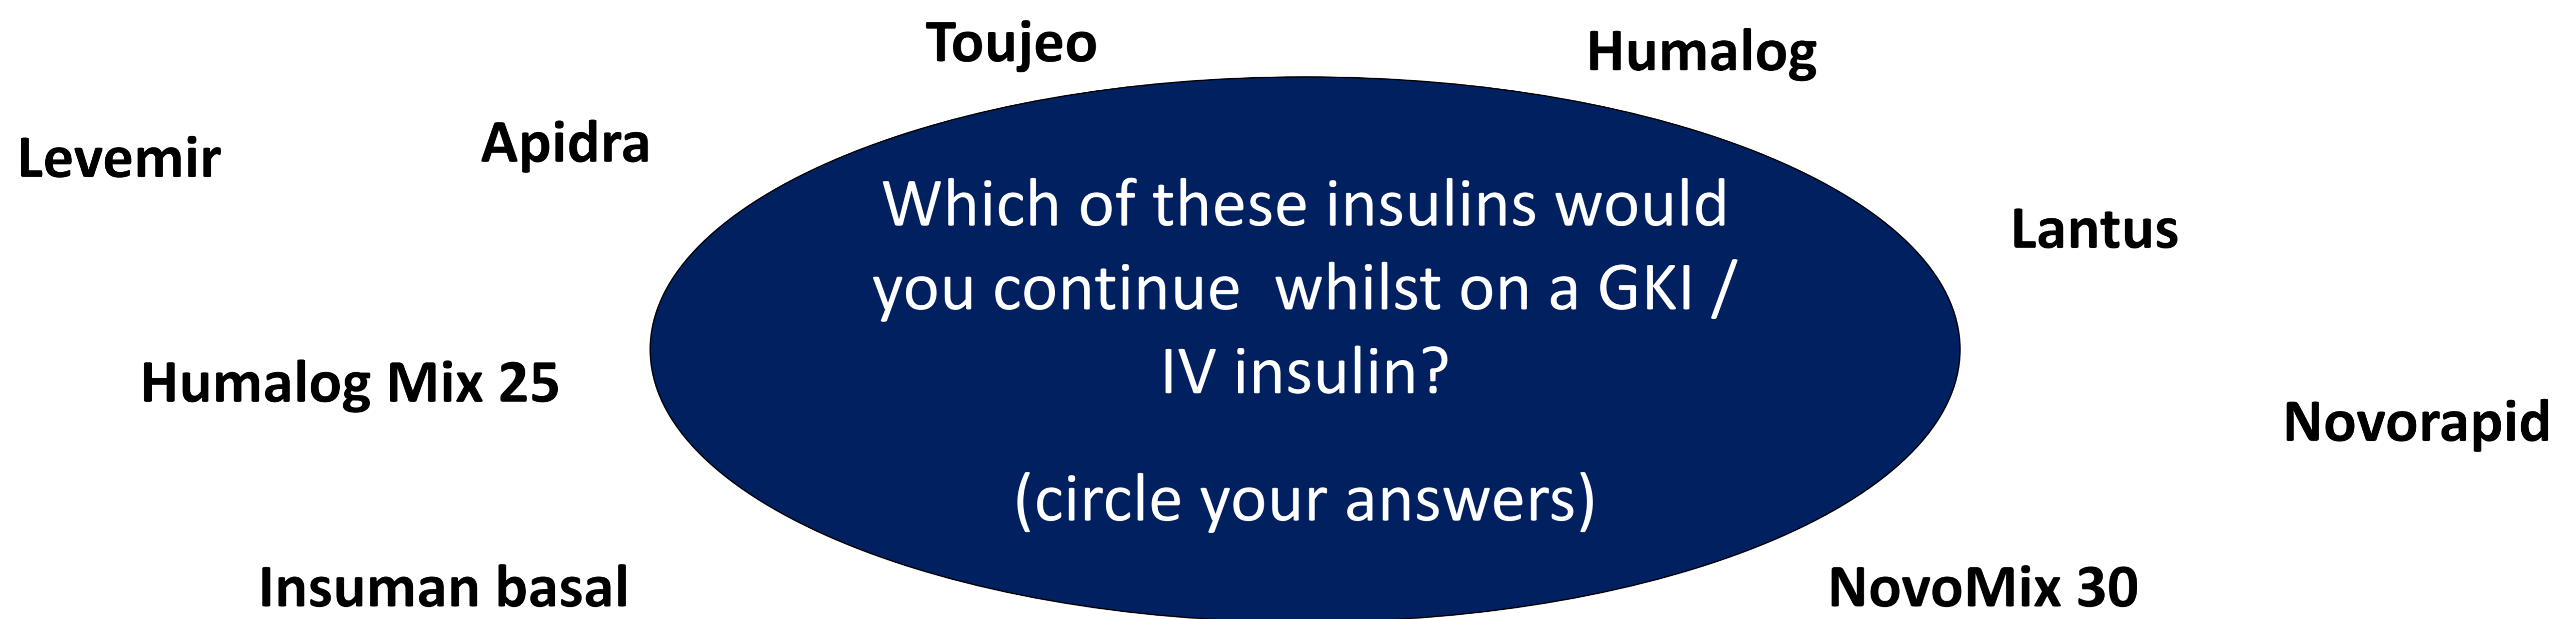 Toujeo
Humalog
Levemir
Apidra
Which of these insulins would
you continue  whilst on a GKI /
IV insulin?
(circle your answers)
Lantus
Humalog Mix 25
Novorapid
Insuman basal
NovoMix 30